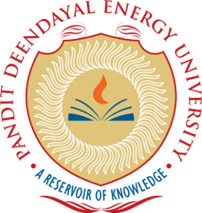 PANDIT DEENDAYAL ENERGY UNIVERSITY
• A RESERVOIR OF KNOWLEDGE •